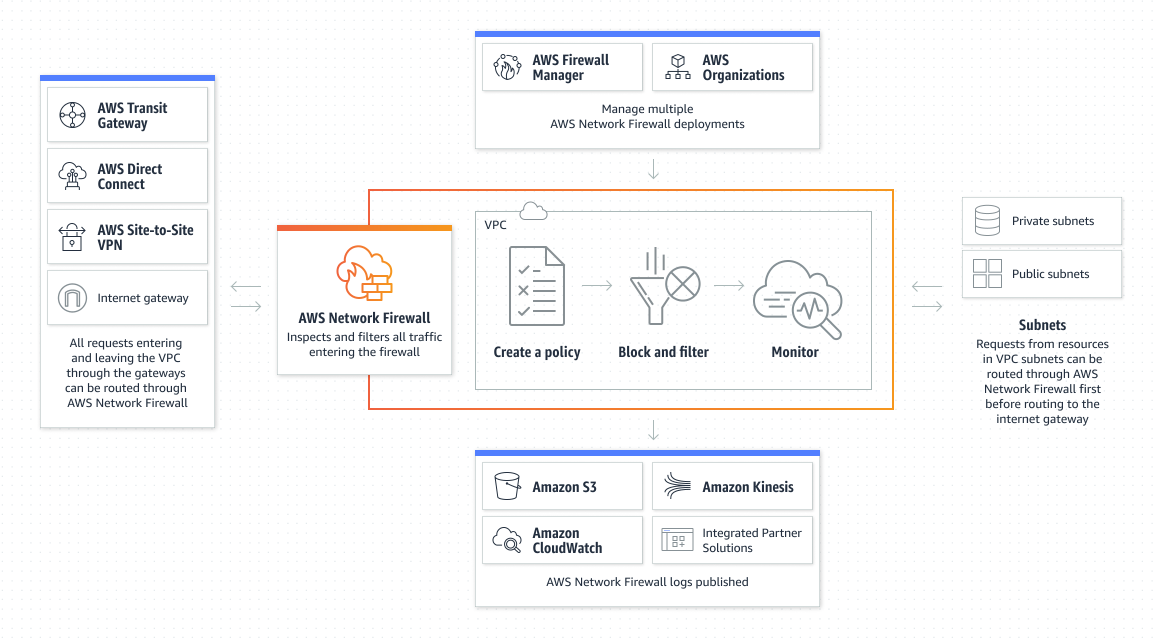 AWS Firewall
Manager
AWS
Organizations
Manage multiple
AWS Network Firewall deployments
AWS Transit
Gateway
AWS Direct
Connect
AWS Site-to-Site
VPN
Internet gateway
All requests entering
and leaving the VPC
through the gateways
can be routed through
AWS Network Firewall
AWS Network Firewall
Inspects and filters all traffic
entering the firewall
VPC
Create a policy
Block and filter
Monitor
Private subnets
Public subnets
Subnets
Requests from resources
in VPC subnets can be
routed through AWS
Network Firewall first
before routing to the
internet gateway
Amazon S3
Amazon Kinesis
Amazon
CloudWatch
Integrated Partner
Solutions
AWS Network Firewall logs published